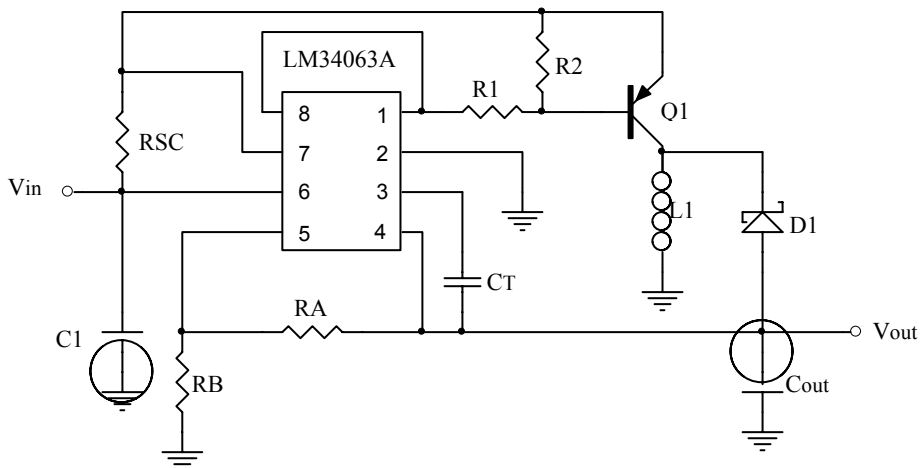 LM34063A
R2
R1
Q1
8 1
RSC
7 2
Vin
6 3
L1
D1
5 4
CT
RA
C1
Vout
RB
Cout